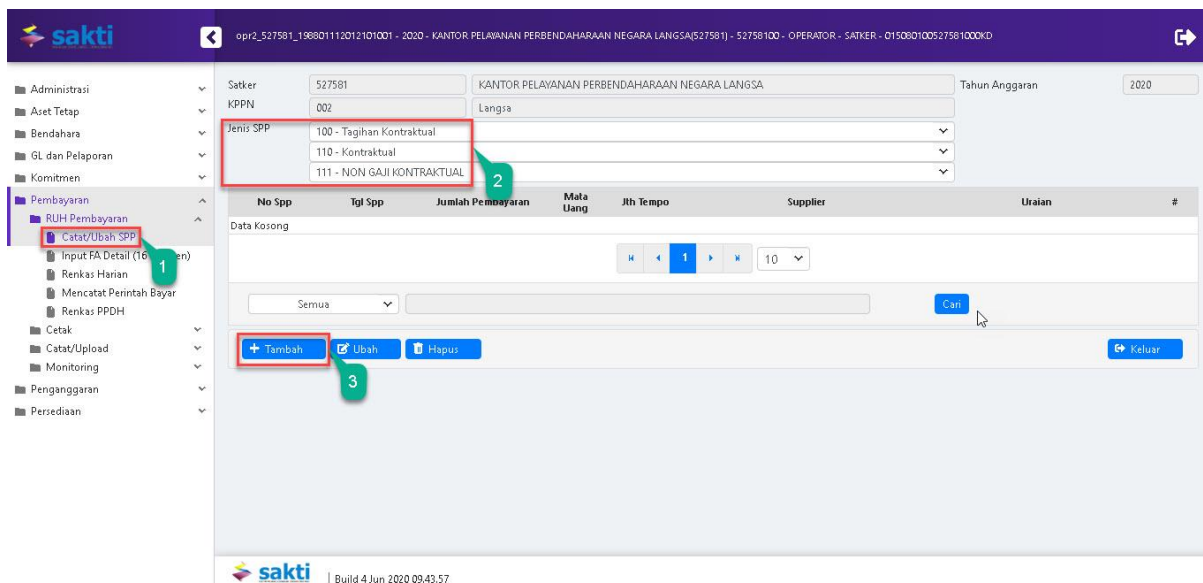 sakti
opr2_527581_198801112012101001 - 2020 - KANTOR PELAYANAN PERBENDAHARAAN NEGARA LANGSA(527581) - 52758100 - OPERATOR - SATKER - 015080100527581000KD
Administrasi
Aset Tetap
Bendahara
GL dan Pelaporan
Komitmen
Pembayaran
RUH Pembayaran
Catat/Ubah SPP
1
Input FA Detail (16 en)
Renkas Harian
Mencatat Perintah Bayar
Renkas PPDH
Cetak
Catat/Upload
Monitoring
Penganggaran
Persediaan
Satker 527581 KANTOR PELAYANAN PERBENDAHARAAN NEGARA LANGSA Tahun Anggaran 2020
KPPN 002 Langsa
Jenis SPP 100 - Tagihan Kontraktual
110 - Kontraktual
111 - NON GAJI KONTRAKTUAL
2
No Spp Tgl Spp Jumlah Pembayaran Mata Uang Jth Tempo Supplier Uraian #
Data Kosong
1 10
Semua Cari
+ Tambah Ubah Hapus Keluar
3
sakti | Build 4 Jun 2020 09.43.57